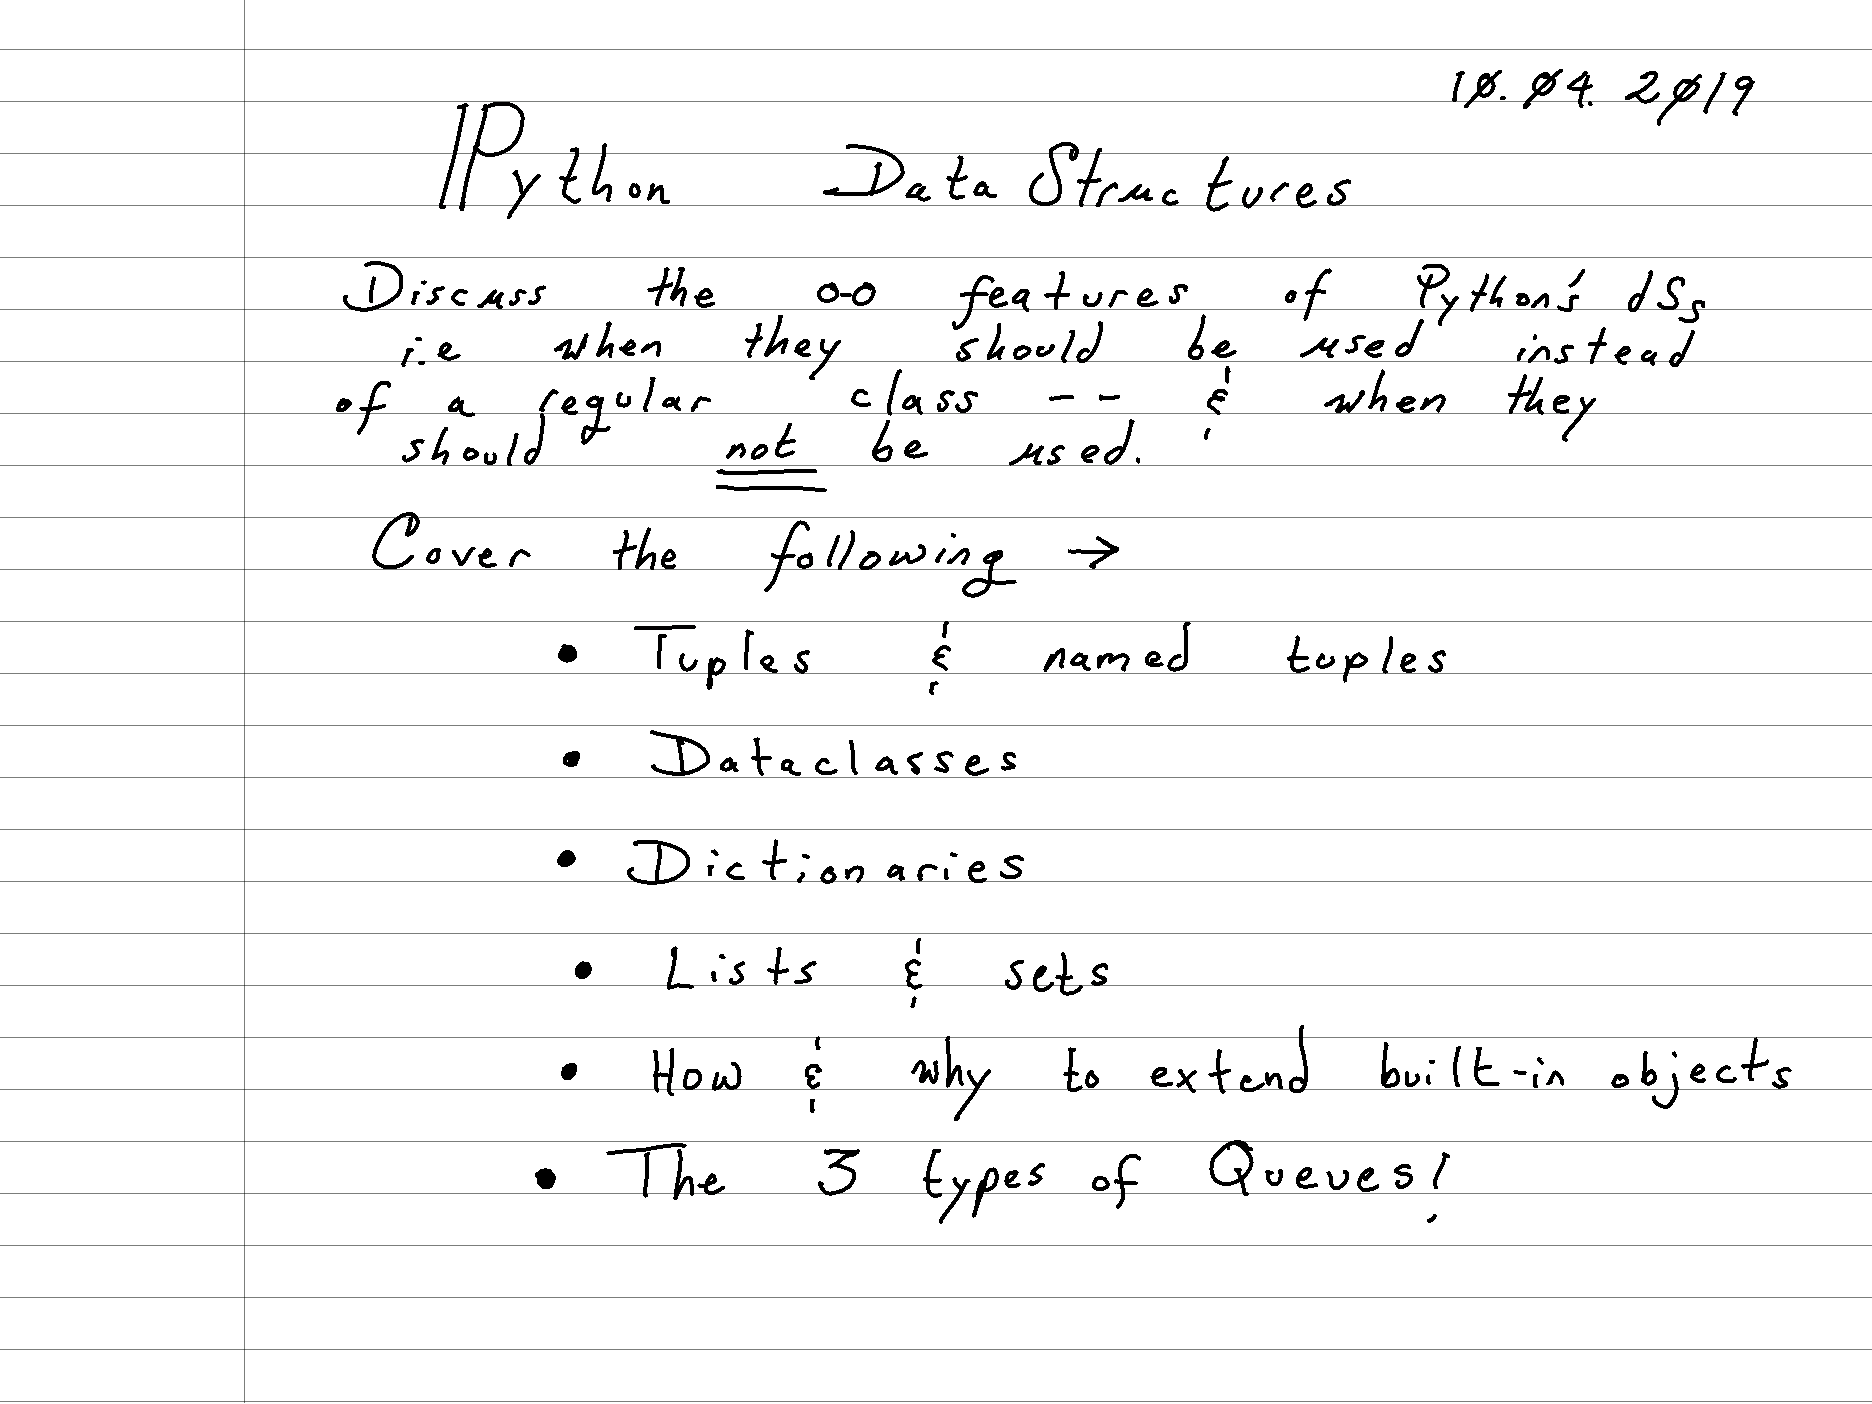 10.04.2019
Python Data Structures
Discuss the o-o features of Python's dSs
i.e when they should be used instead
of a regular class -- & when they
should not be used.
Cover the following →
• Tuples & named tuples
• Dataclasses
• Dictionaries
• Lists & sets
• How & why to extend built-in objects
• The 3 types of Queues!